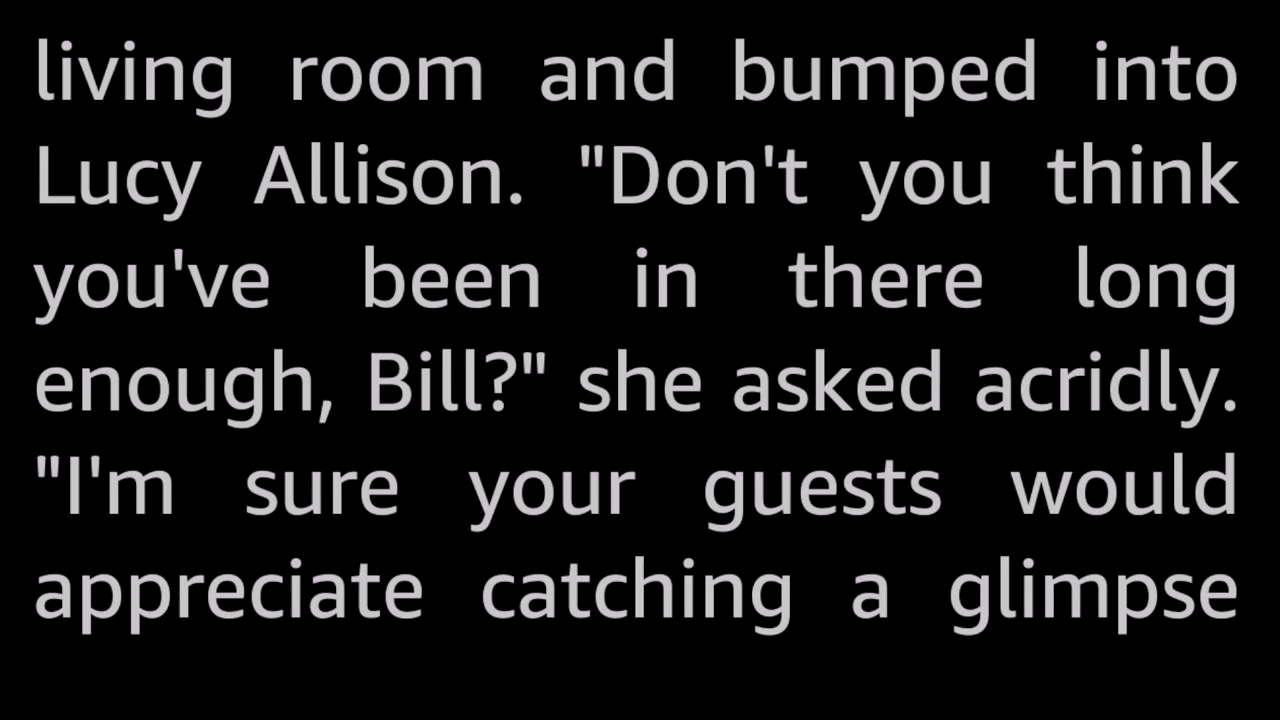 living room and bumped into
Lucy Allison. "Don't you think
you've been in there long
enough, Bill?" she asked acridly.
"I'm sure your guests would
appreciate catching a glimpse